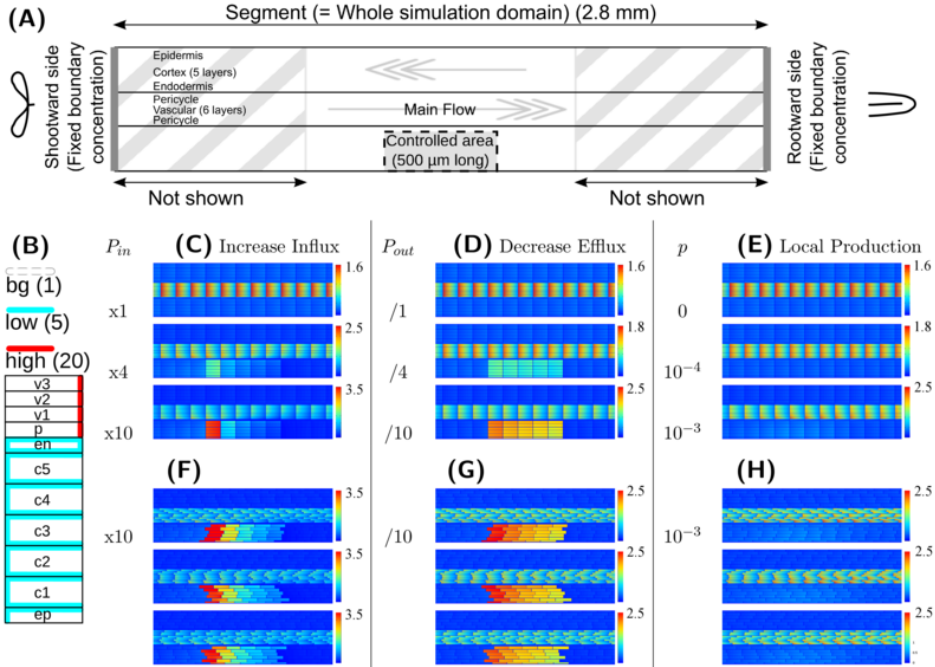 (A)
Segment (= Whole simulation domain) (2.8 mm)
Shootward side
(Fixed boundary
concentration)
Epidermis
Cortex (5 layers)
Endodermis
Pericycle
Vascular (6 layers)
Pericycle
Main Flow
Controlled area
(500 µm long)
Rootward side
(Fixed boundary
concentration)
Not shown
Not shown
(B)
bg (1)
low (5)
high (20)
v3
v2
v1
p
en
c5
c4
c3
c2
c1
ep
P_in
(C) Increase Influx
x1
1.6
x4
2.5
x10
3.5
P_out
(D) Decrease Efflux
/1
1.6
/4
1.8
/10
2.5
p
(E) Local Production
0
1.6
10⁻⁴
1.8
10⁻³
2.5
(F)
x10
3.5
3.5
3.5
(G)
/10
2.5
2.5
2.5
(H)
10⁻³
2.5
2.5
2.5